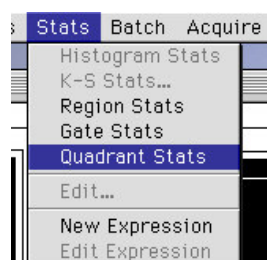 Stats Batch Acquire
Histogram Stats
K-S Stats...
Region Stats
Gate Stats
Quadrant Stats
Edit...
New Expression
Edit Expression